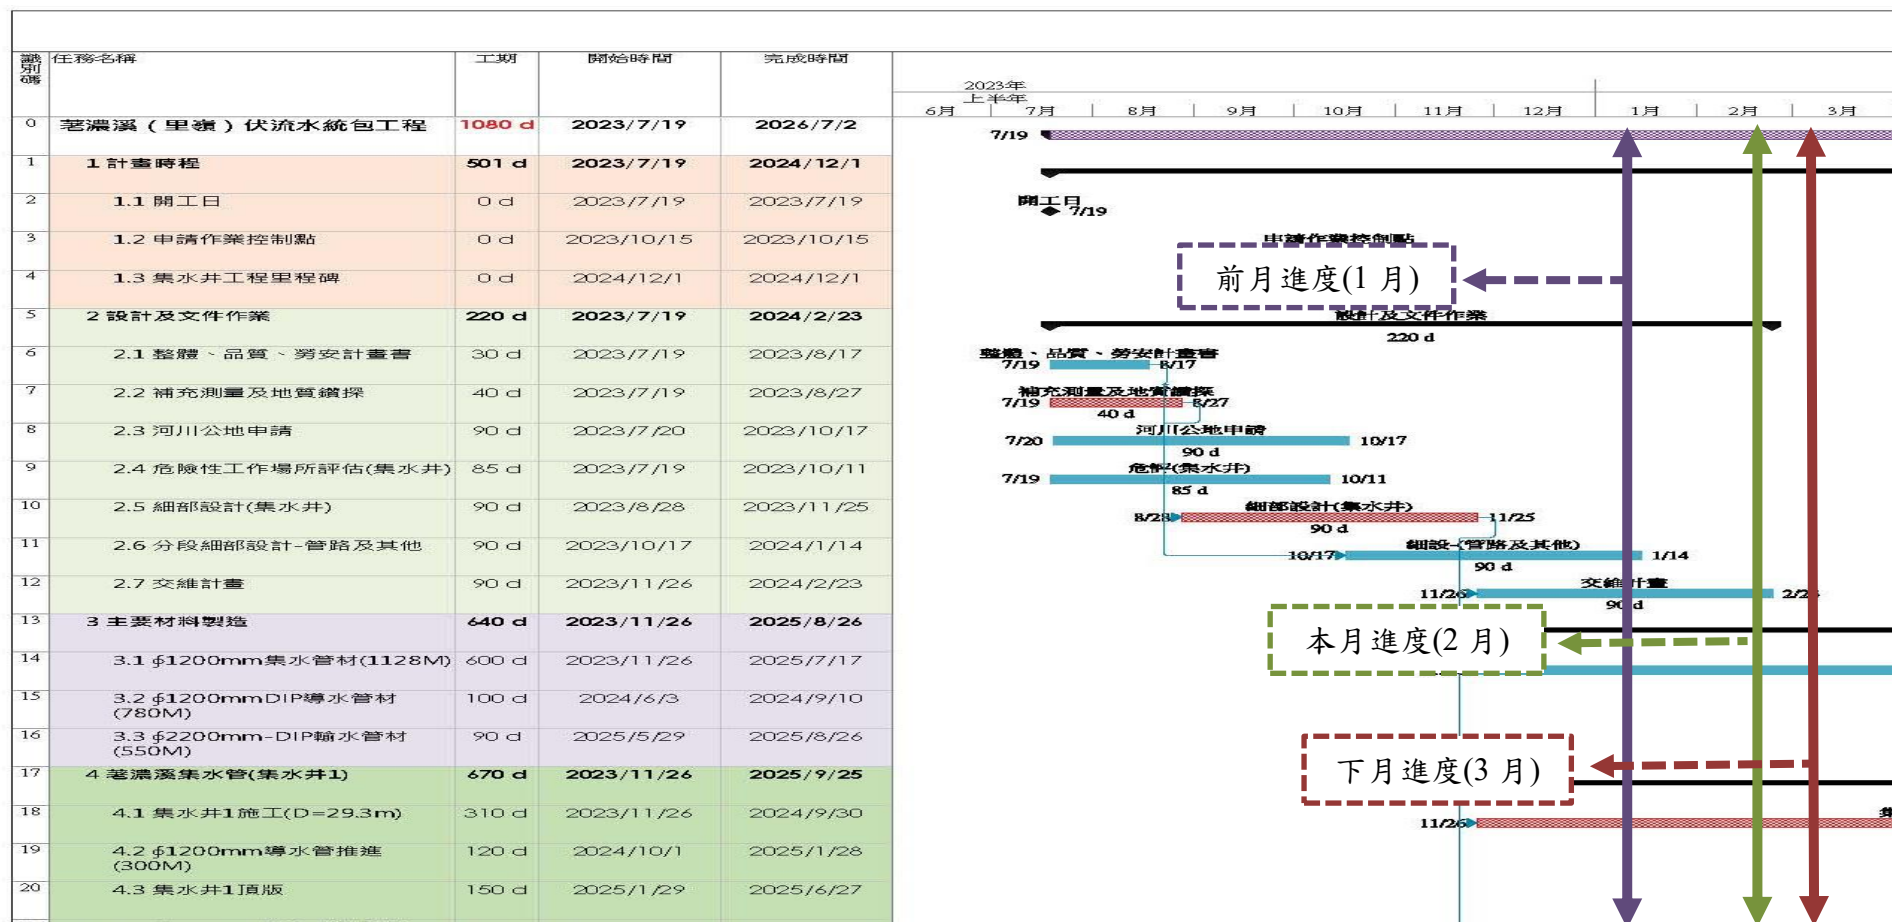 識別碼 任務名稱 工期 開始時間 完成時間
2023年
上半年
6月 7月 8月 9月 10月 11月 12月 1月 2月 3月
0 荖濃溪（里嶺）伏流水統包工程 1080 d 2023/7/19 2026/7/2
7/19
1 1 計畫時程 501 d 2023/7/19 2024/12/1
2 1.1 開工日 0 d 2023/7/19 2023/7/19
開工日
7/19
3 1.2 申請作業控制點 0 d 2023/10/15 2023/10/15
申請作業控制點
4 1.3 集水井工程里程碑 0 d 2024/12/1 2024/12/1
前月進度(1 月)
5 2 設計及文件作業 220 d 2023/7/19 2024/2/23
設計及文件作業
220 d
6 2.1 整體、品質、勞安計畫書 30 d 2023/7/19 2023/8/17
整體、品質、勞安計畫書
7/19 8/17
7 2.2 補充測量及地質鑽探 40 d 2023/7/19 2023/8/27
補充測量及地質鑽探
7/19 8/27
40 d
8 2.3 河川公地申請 90 d 2023/7/20 2023/10/17
河川公地申請
7/20 10/17
90 d
9 2.4 危險性工作場所評估(集水井) 85 d 2023/7/19 2023/10/11
危評(集水井)
7/19 10/11
85 d
10 2.5 細部設計(集水井) 90 d 2023/8/28 2023/11/25
細部設計(集水井)
8/28 11/25
90 d
11 2.6 分段細部設計-管路及其他 90 d 2023/10/17 2024/1/14
細設-(管路及其他)
10/17 1/14
90 d
12 2.7 交維計畫 90 d 2023/11/26 2024/2/23
交維計畫
11/26 2/23
90 d
13 3 主要材料製造 640 d 2023/11/26 2025/8/26
本月進度(2 月)
14 3.1 ∮1200mm集水管材(1128M) 600 d 2023/11/26 2025/7/17
15 3.2 ∮1200mmDIP導水管材 100 d 2024/6/3 2024/9/10
(780M)
16 3.3 ∮2200mm-DIP輸水管材 90 d 2025/5/29 2025/8/26
(550M)
下月進度(3 月)
17 4 荖濃溪集水管(集水井1) 670 d 2023/11/26 2025/9/25
18 4.1 集水井1施工(D=29.3m) 310 d 2023/11/26 2024/9/30
集
11/26
19 4.2 ∮1200mm導水管推進 120 d 2024/10/1 2025/1/28
(300M)
20 4.3 集水井1頂版 150 d 2025/1/29 2025/6/27